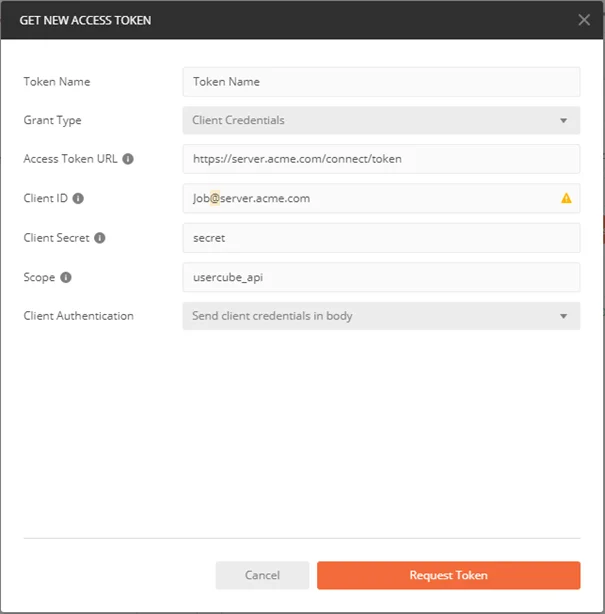 GET NEW ACCESS TOKEN
Token Name Token Name
Grant Type Client Credentials
Access Token URL https://server.acme.com/connect/token
Client ID Job@server.acme.com
Client Secret secret
Scope usercube_api
Client Authentication Send client credentials in body
Cancel Request Token